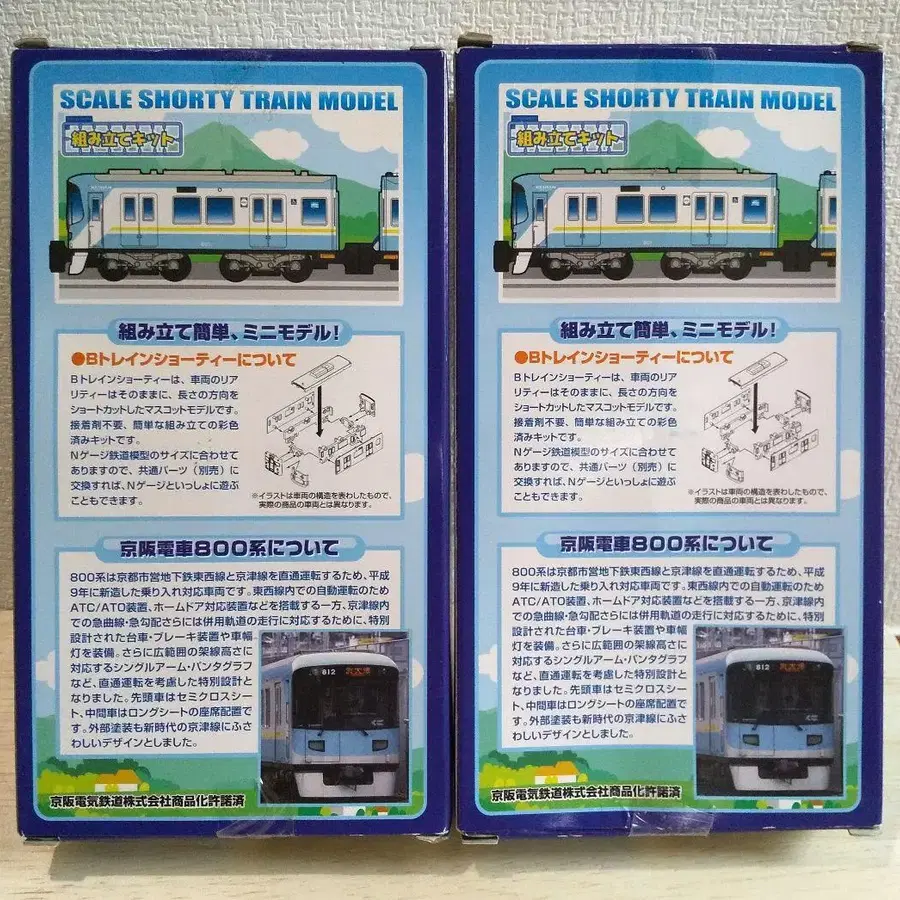 SCALE SHORTY TRAIN MODEL
組み立てキット
組み立て簡単、ミニモデル!
●Bトレインショーティーについて
Bトレインショーティーは、車両のリア
リティーはそのままに、長さの方向を
ショートカットしたマスコットモデルです。
接着剤不要、簡単な組み立ての彩色
済みキットです。
Nゲージ鉄道模型のサイズに合わせて
ありますので、共通パーツ(別売)に
交換すれば、Nゲージといっしょに遊ぶ
こともできます。
※イラストは車両の構造を表わしたもので、
実際の商品の車両とは異なります。
京阪電車800系について
800系は京都市営地下鉄東西線と京津線を直通運転するため、平成
9年に新造した乗り入れ対応車両です。東西線内での自動運転のため
ATC/ATO装置、ホームドア対応装置などを搭載する一方、京津線内
での急曲線・急勾配さらには併用軌道の走行に対応するために、特別
設計された台車・ブレーキ装置や車幅
灯を装備。さらに広範囲の架線高さに
対応するシングルアーム・パンタグラフ
など、直通運転を考慮した特別設計と
なりました。先頭車はセミクロスシー
ト、中間車はロングシートの座席配置で
す。外部塗装も新時代の京津線にふさ
わしいデザインとしました。
812
京阪電気鉄道株式会社商品化許諾済
SCALE SHORTY TRAIN MODEL
組み立てキット
組み立て簡単、ミニモデル!
●Bトレインショーティーについて
Bトレインショーティーは、車両のリア
リティーはそのままに、長さの方向を
ショートカットしたマスコットモデルです。
接着剤不要、簡単な組み立ての彩色
済みキットです。
Nゲージ鉄道模型のサイズに合わせて
ありますので、共通パーツ(別売)に
交換すれば、Nゲージといっしょに遊ぶ
こともできます。
※イラストは車両の構造を表わしたもので、
実際の商品の車両とは異なります。
京阪電車800系について
800系は京都市営地下鉄東西線と京津線を直通運転するため、平成
9年に新造した乗り入れ対応車両です。東西線内での自動運転のため
ATC/ATO装置、ホームドア対応装置などを搭載する一方、京津線内
での急曲線・急勾配さらには併用軌道の走行に対応するために、特別
設計された台車・ブレーキ装置や車幅
灯を装備。さらに広範囲の架線高さに
対応するシングルアーム・パンタグラフ
など、直通運転を考慮した特別設計と
なりました。先頭車はセミクロスシー
ト、中間車はロングシートの座席配置で
す。外部塗装も新時代の京津線にふさ
わしいデザインとしました。
812
京阪電気鉄道株式会社商品化許諾済